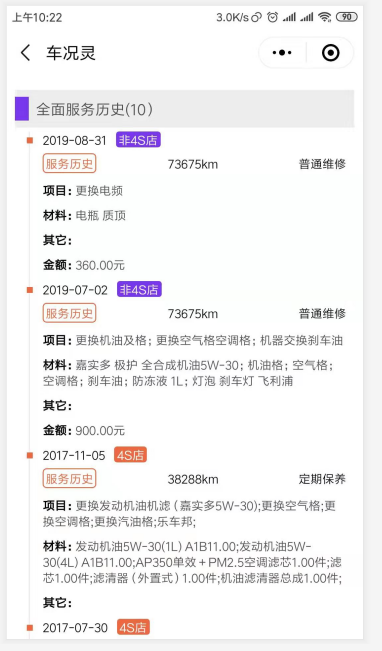 上午10:22 3.0K/s 90
车况灵
全面服务历史(10)
2019-08-31 非4S店
服务历史 73675km 普通维修
项目: 更换电频
材料: 电瓶 质顶
其它:
金额: 360.00元
2019-07-02 非4S店
服务历史 73675km 普通维修
项目: 更换机油及格; 更换空气格空调格; 机器交换刹车油
材料: 嘉实多 极护 全合成机油5W-30; 机油格; 空气格;
空调格; 刹车油; 防冻液 1L; 灯泡 刹车灯 飞利浦
其它:
金额: 900.00元
2017-11-05 4S店
服务历史 38288km 定期保养
项目: 更换发动机油机滤 (嘉实多5W-30);更换空气格;更
换空调格;更换汽油格;乐车邦;
材料: 发动机油5W-30(1L) A1B11.00;发动机油5W-
30(4L) A1B11.00;AP350单效+PM2.5空调滤芯1.00件;滤
芯1.00件;滤清器 (外置式) 1.00件;机油滤清器总成1.00件;
其它:
2017-07-30 4S店